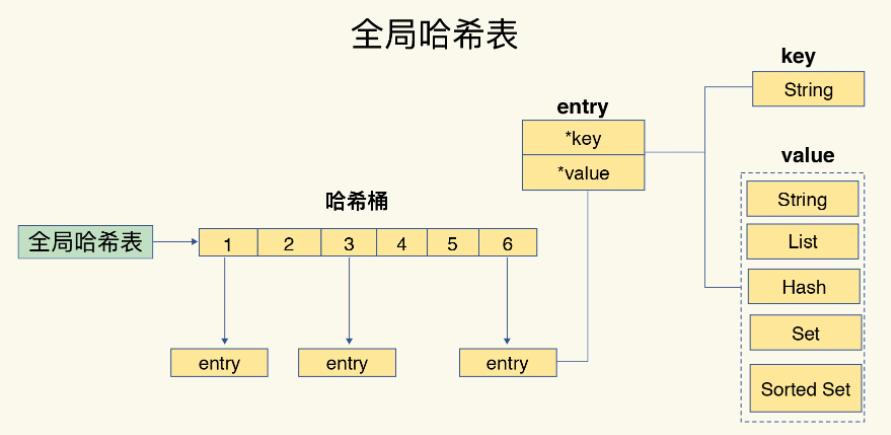 全局哈希表
key
String
entry
*key
*value
value
String
List
Hash
Set
Sorted Set
哈希桶
全局哈希表
1 2 3 4 5 6
entry entry entry